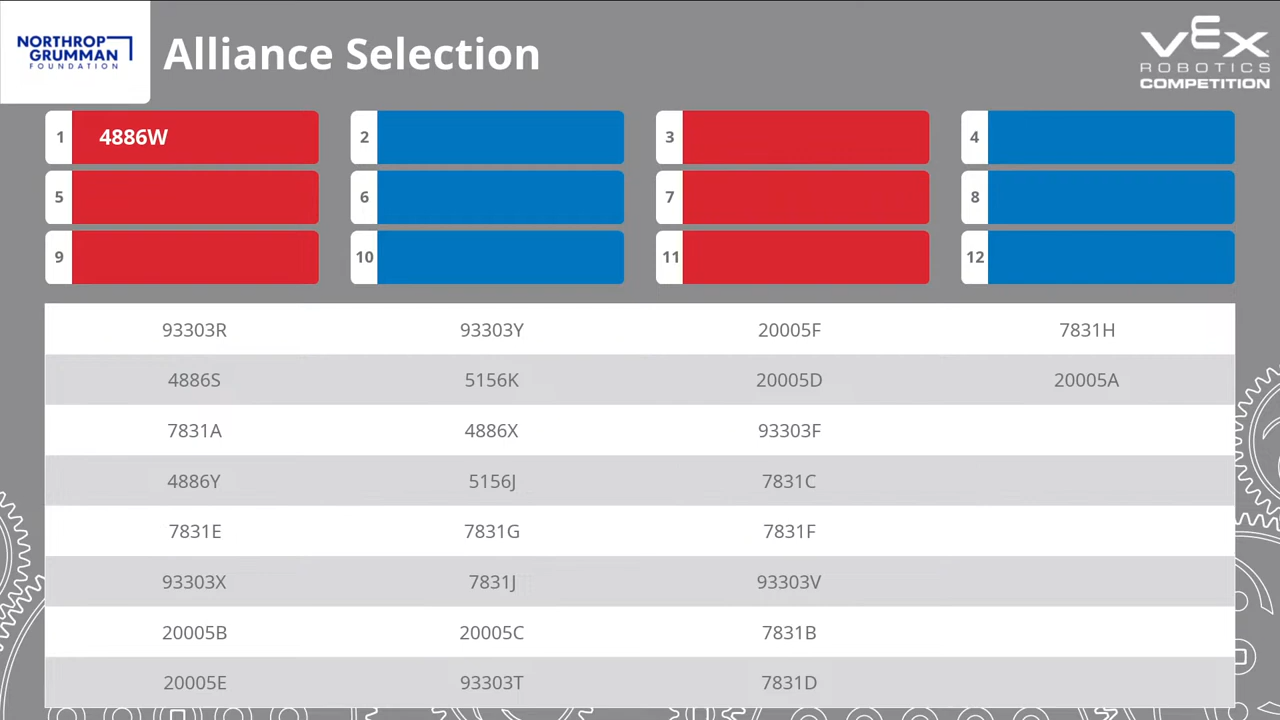 NORTHROP
GRUMMAN
FOUNDATION
Alliance Selection
VEX
ROBOTICS
COMPETITION
1 4886W 2 3 4
5 6 7 8
9 10 11 12
93303R 93303Y 20005F 7831H
4886S 5156K 20005D 20005A
7831A 4886X 93303F
4886Y 5156J 7831C
7831E 7831G 7831F
93303X 7831J 93303V
20005B 20005C 7831B
20005E 93303T 7831D